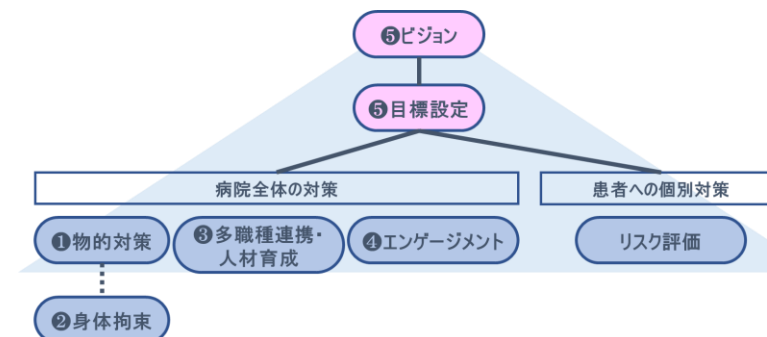 ❺ビジョン
❺目標設定
病院全体の対策
患者への個別対策
❶物的対策
❸多職種連携・
人材育成
❹エンゲージメント
リスク評価
❷身体拘束